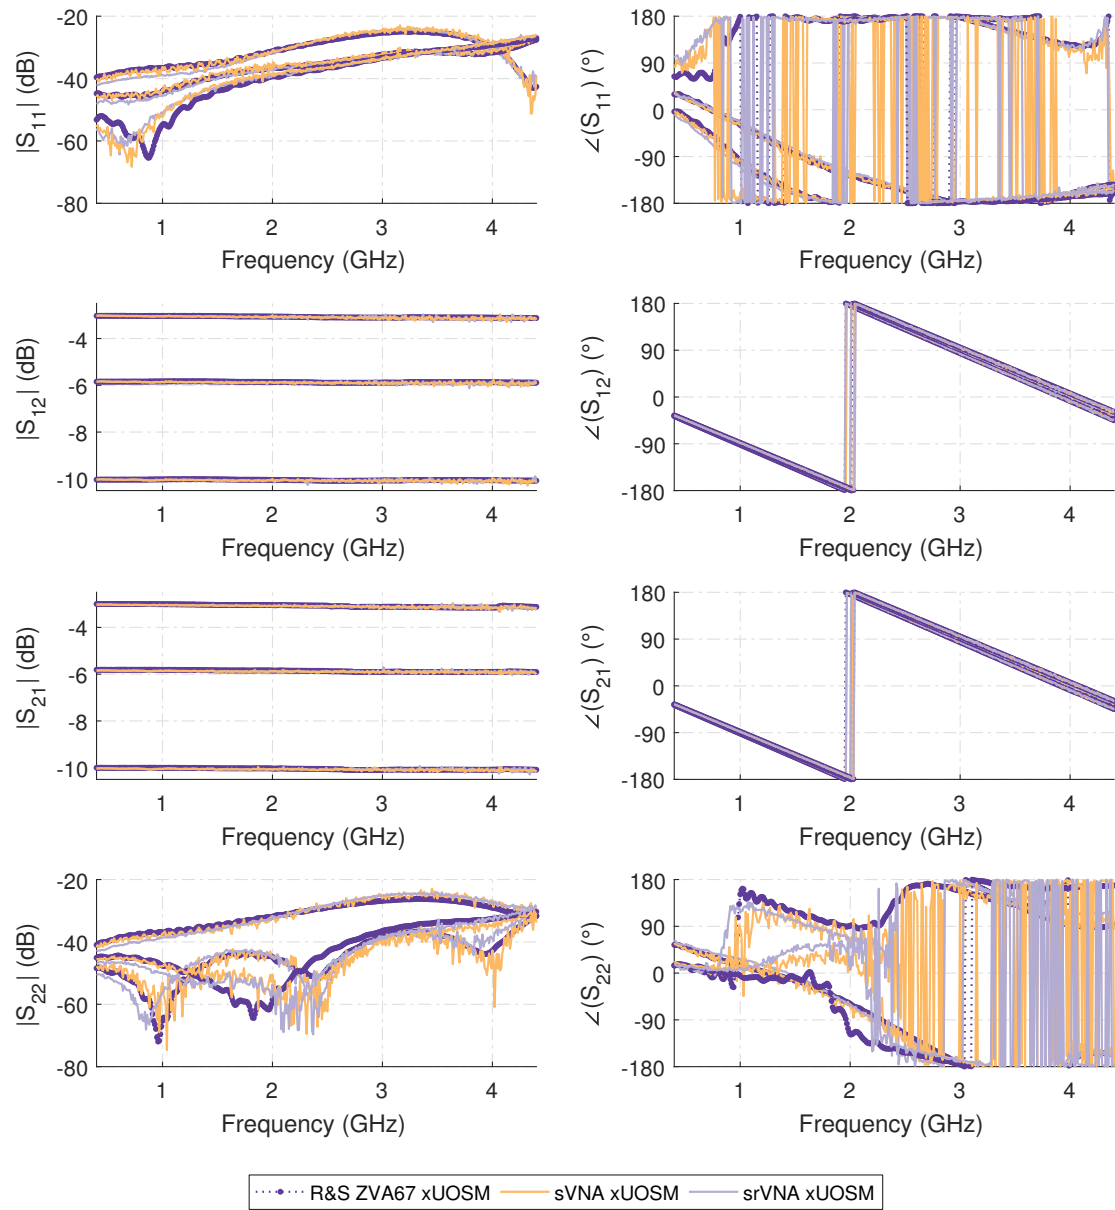 -20
-40
-60
-80
|S11| (dB)
1 2 3 4
Frequency (GHz)
180
90
0
-90
-180
∠(S11) (°)
1 2 3 4
Frequency (GHz)
-4
-6
-8
-10
|S12| (dB)
1 2 3 4
Frequency (GHz)
180
90
0
-90
-180
∠(S12) (°)
1 2 3 4
Frequency (GHz)
-4
-6
-8
-10
|S21| (dB)
1 2 3 4
Frequency (GHz)
180
90
0
-90
-180
∠(S21) (°)
1 2 3 4
Frequency (GHz)
-20
-40
-60
-80
|S22| (dB)
1 2 3 4
Frequency (GHz)
180
90
0
-90
-180
∠(S22) (°)
1 2 3 4
Frequency (GHz)
R&S ZVA67 xUOSM sVNA xUOSM srVNA xUOSM